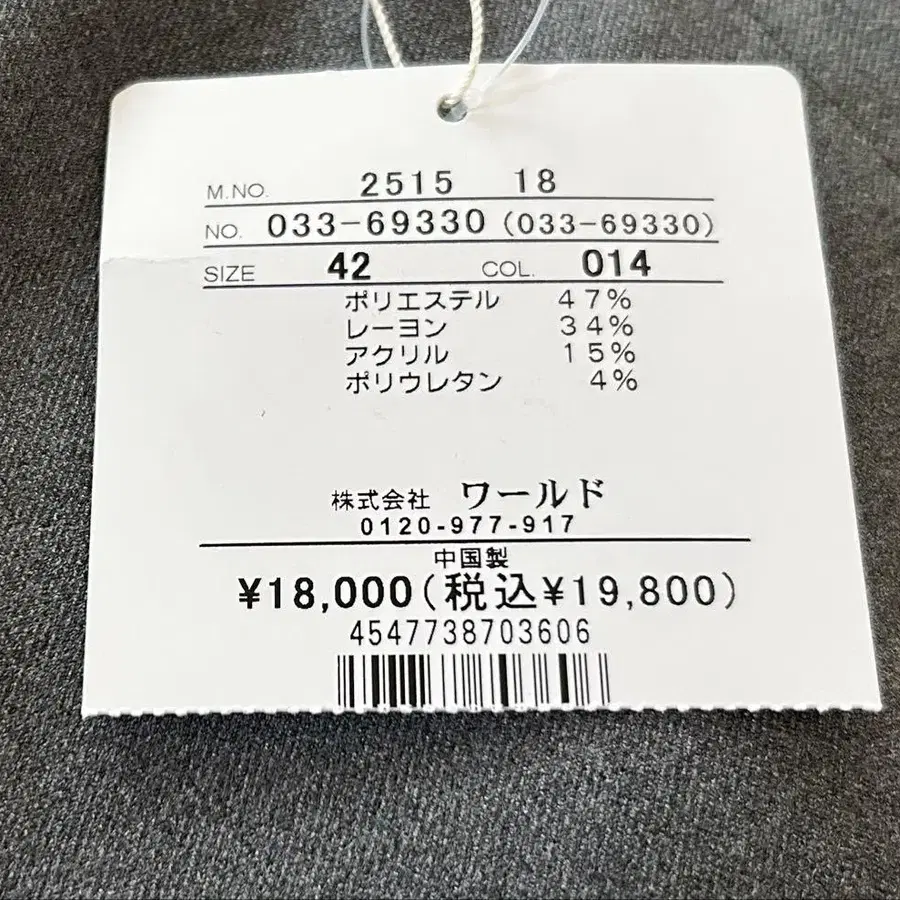 M.NO. 2515 18
NO. 033-69330 (033-69330)
SIZE 42 COL. 014
ポリエステル 47%
レーヨン 34%
アクリル 15%
ポリウレタン 4%
株式会社 ワールド
0120-977-917
中国製
¥18,000(税込¥19,800)
4547738703606